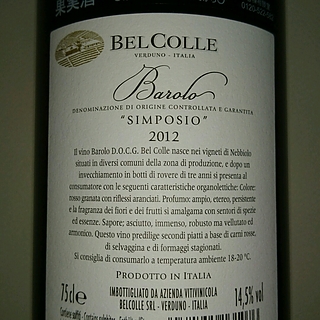 果実酒
BEL COLLE
VERDUNO - ITALIA
Barolo
DENOMINAZIONE DI ORIGINE CONTROLLATA E GARANTITA
"SIMPOSIO"
2012
Il vino Barolo D.O.C.G. Bel Colle nasce nei vigneti di Nebbiolo
situati in diversi comuni della zona di produzione, e dopo un
invecchiamento in botti di rovere di tre anni si presenta al
consumatore con le seguenti caratteristiche organolettiche: Colore:
rosso granata con riflessi aranciati. Profumo: ampio, etereo, persistente
e la fragranza dei fiori e dei frutti si amalgama con sentori di spezie
ed essenze. Sapore: asciutto, immenso, robusto ma vellutato ed
armonico. Questo vino predilige secondi piatti a base di carni rosse,
di selvaggina e di formaggi stagionati.
Si consiglia di consumarlo a temperatura ambiente 18-20 °C.
PRODOTTO IN ITALIA
75cl e
IMBOTTIGLIATO DA AZIENDA VITIVINICOLA
BELCOLLE SRL - VERDUNO - ITALIA
14,5% vol